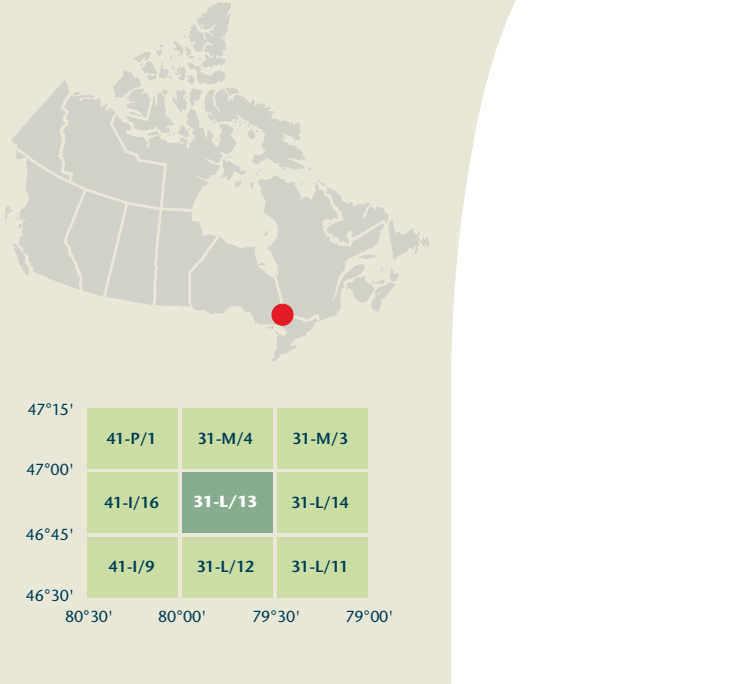 47°15'
41-P/1 31-M/4 31-M/3
47°00'
41-I/16 31-L/13 31-L/14
46°45'
41-I/9 31-L/12 31-L/11
46°30'
80°30' 80°00' 79°30' 79°00'